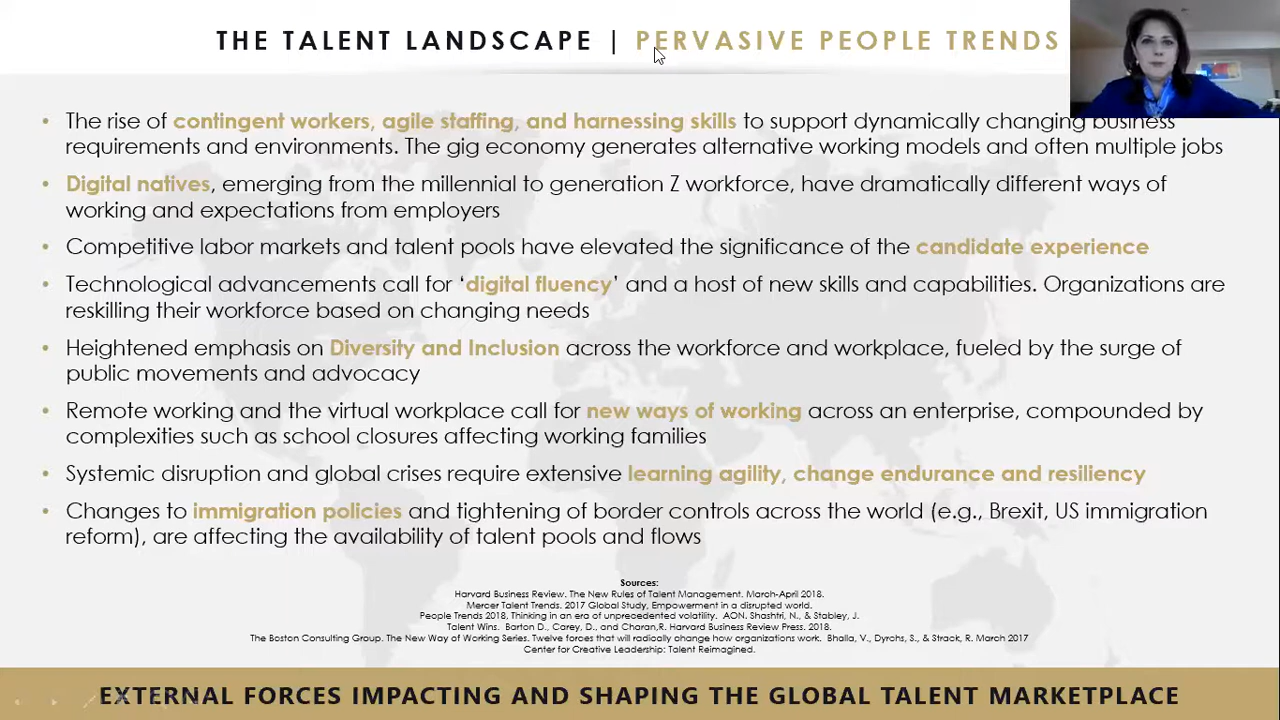 THE TALENT LANDSCAPE | PERVASIVE PEOPLE TRENDS
• The rise of contingent workers, agile staffing, and harnessing skills to support dynamically changing business
requirements and environments. The gig economy generates alternative working models and often multiple jobs
• Digital natives, emerging from the millennial to generation Z workforce, have dramatically different ways of
working and expectations from employers
• Competitive labor markets and talent pools have elevated the significance of the candidate experience
• Technological advancements call for ‘digital fluency’ and a host of new skills and capabilities. Organizations are
reskilling their workforce based on changing needs
• Heightened emphasis on Diversity and Inclusion across the workforce and workplace, fueled by the surge of
public movements and advocacy
• Remote working and the virtual workplace call for new ways of working across an enterprise, compounded by
complexities such as school closures affecting working families
• Systemic disruption and global crises require extensive learning agility, change endurance and resiliency
• Changes to immigration policies and tightening of border controls across the world (e.g., Brexit, US immigration
reform), are affecting the availability of talent pools and flows
Sources:
Harvard Business Review. The New Rules of Talent Management. March-April 2018.
Mercer Talent Trends. 2017 Global Study, Empowerment in a disrupted world.
People Trends 2018, Thinking in an era of unprecedented volatility. AON. Shashtri, N., & Stabley, J.
Talent Wins. Barton D., Carey, D., and Charan,R. Harvard Business Review Press. 2018.
The Boston Consulting Group. The New Way of Working Series. Twelve forces that will radically change how organizations work. Bhalla, V., Dyrchs, S., & Strack, R. March 2017
Center for Creative Leadership: Talent Reimagined.
EXTERNAL FORCES IMPACTING AND SHAPING THE GLOBAL TALENT MARKETPLACE